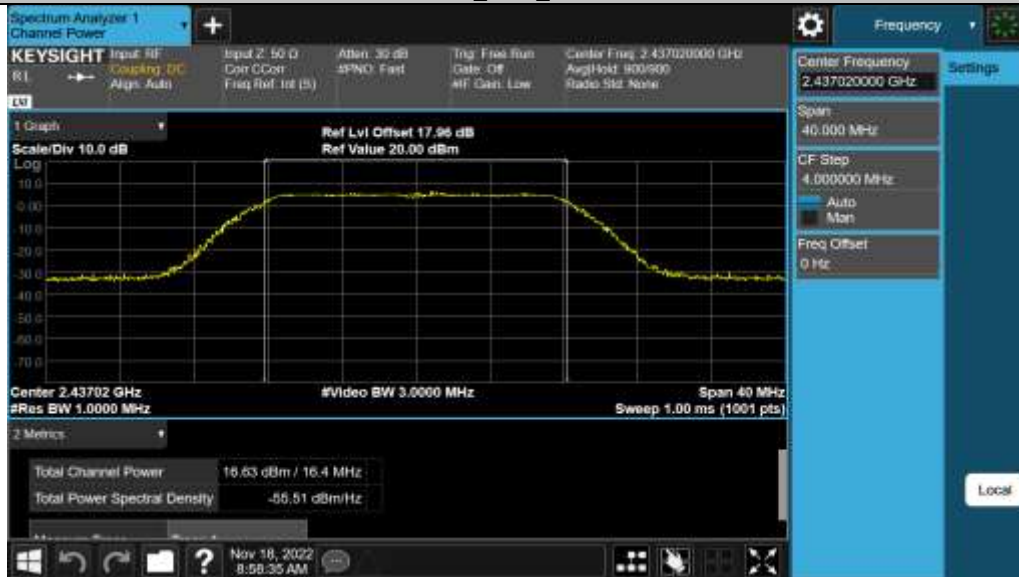 Spectrum Analyzer 1
Channel Power
+
Frequency
KEYSIGHT Input: RF
Coupling: DC
Align: Auto
RL
Input Z: 50 Ω
Corr CCorr
Freq Ref: Int (S)
Atten: 30 dB
#PNO: Fast
Trig: Free Run
Gate: Off
#IF Gain: Low
Center Freq: 2.437020000 GHz
Avg|Hold: 900/900
Radio Std: None
LXI
Center Frequency
2.437020000 GHz
Settings
Span
40.000 MHz
CF Step
4.000000 MHz
Auto
Man
Freq Offset
0 Hz
Local
1 Graph
Scale/Div 10.0 dB
Ref Lvl Offset 17.96 dB
Ref Value 20.00 dBm
Log
10.0
0.00
-10.0
-20.0
-30.0
-40.0
-50.0
-60.0
-70.0
Center 2.43702 GHz
#Res BW 1.0000 MHz
#Video BW 3.0000 MHz
Span 40 MHz
Sweep 1.00 ms (1001 pts)
2 Metrics
Total Channel Power 16.63 dBm / 16.4 MHz
Total Power Spectral Density -55.51 dBm/Hz
?
Nov 18, 2022
8:58:35 AM